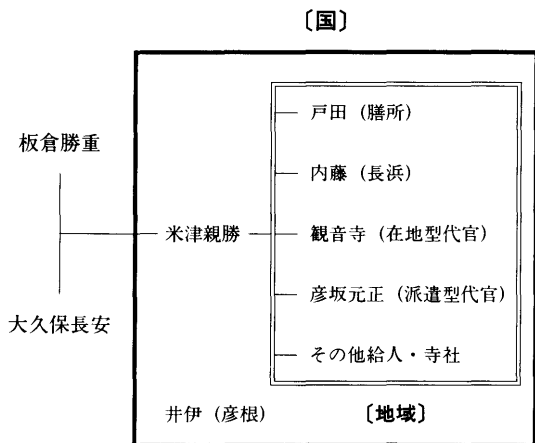 〔国〕
戸田（膳所）
板倉勝重
内藤（長浜）
米津親勝
観音寺（在地型代官）
彦坂元正（派遣型代官）
大久保長安
その他給人・寺社
井伊（彦根）
〔地域〕